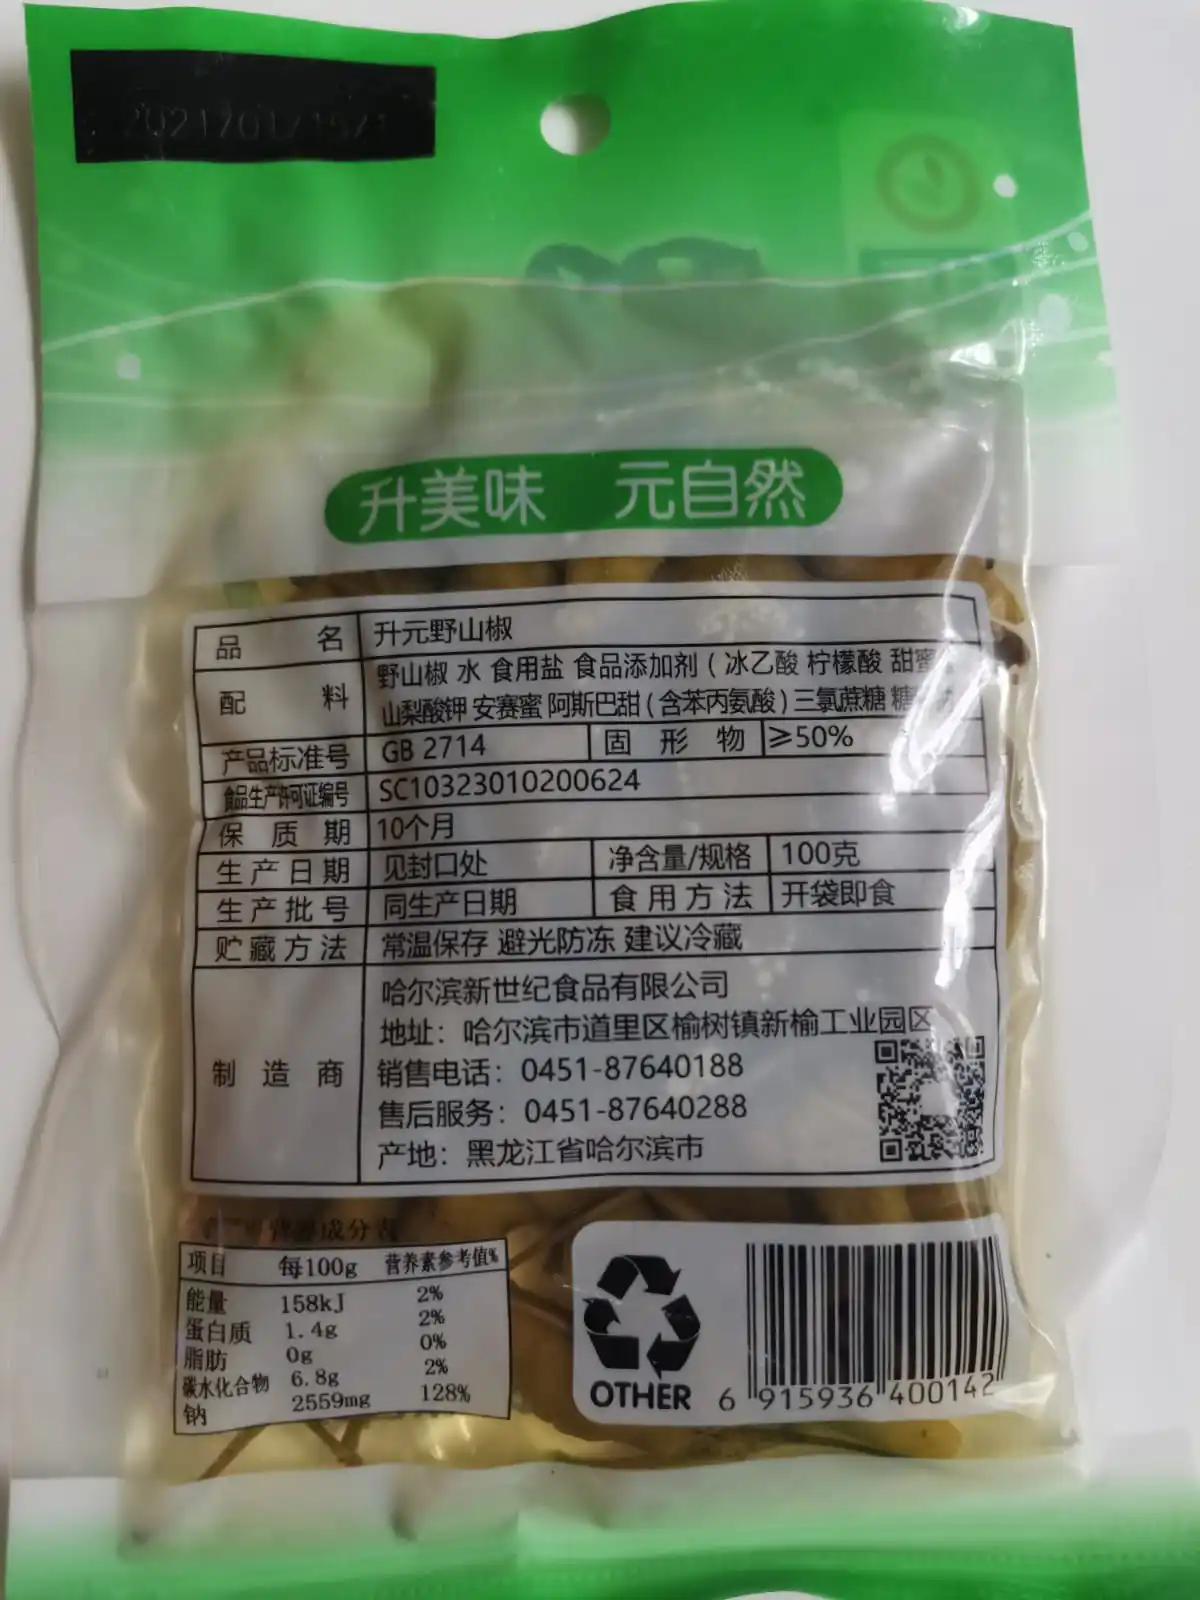 2021/01/15/1
升美味 元自然
品名 升元野山椒
配料 野山椒 水 食用盐 食品添加剂 ( 冰乙酸 柠檬酸 甜蜜
山梨酸钾 安赛蜜 阿斯巴甜 ( 含苯丙氨酸 ) 三氯蔗糖 糖
产品标准号 GB 2714 固形物 ≥50%
食品生产许可证编号 SC10323010200624
保质期 10个月
生产日期 见封口处 净含量/规格 100克
生产批号 同生产日期 食用方法 开袋即食
贮藏方法 常温保存 避光防冻 建议冷藏
制造商 哈尔滨新世纪食品有限公司
地址：哈尔滨市道里区榆树镇新榆工业园区
销售电话：0451-87640188
售后服务：0451-87640288
产地：黑龙江省哈尔滨市
营养成分表
项目 每100g 营养素参考值%
能量 158kJ 2%
蛋白质 1.4g 2%
脂肪 0g 0%
碳水化合物 6.8g 2%
钠 2559mg 128%
OTHER
6 915936 400142